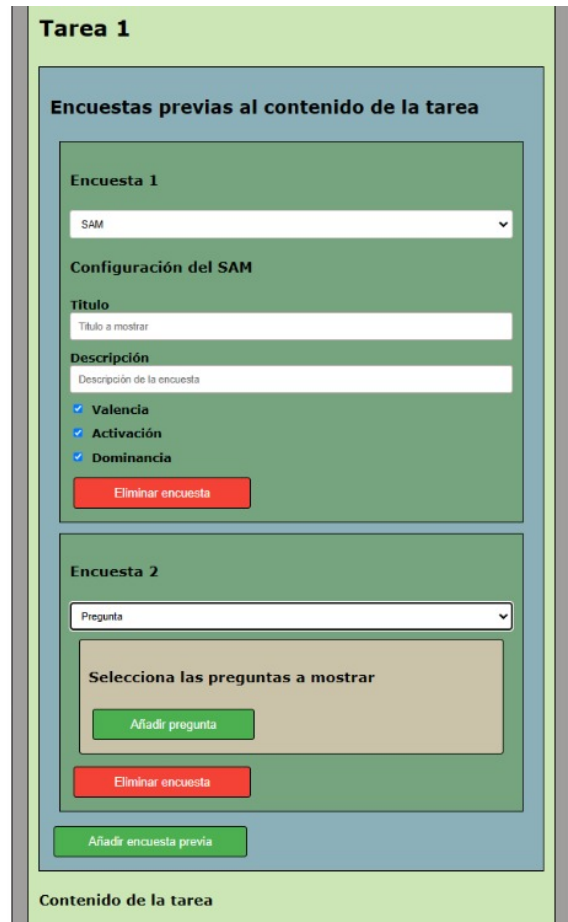 Tarea 1
Encuestas previas al contenido de la tarea
Encuesta 1
SAM
Configuración del SAM
Titulo
Titulo a mostrar
Descripción
Descripción de la encuesta
Valencia
Activación
Dominancia
Eliminar encuesta
Encuesta 2
Pregunta
Selecciona las preguntas a mostrar
Añadir pregunta
Eliminar encuesta
Añadir encuesta previa
Contenido de la tarea